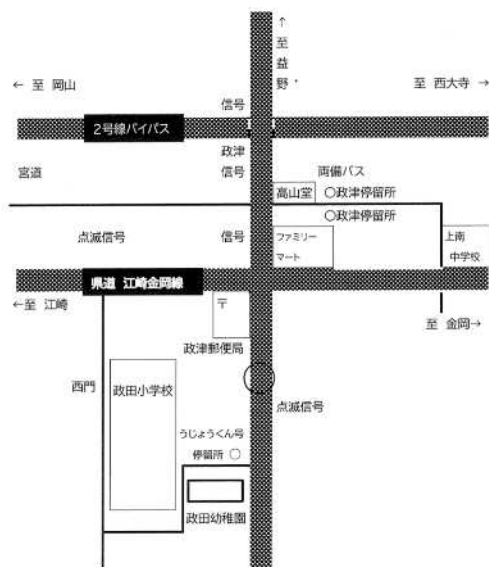 ↑
至
益
野
← 至 岡山
→ 至 西大寺
信号
2号線バイパス
政津
宮道
信号
両備バス
高山堂
○政津停留所
○政津停留所
点滅信号
信号
ファミリー
マート
上南
中学校
県道 江崎金岡線
←至 江崎
〒
至 金岡→
政津郵便局
西門
政田小学校
点滅信号
うじょうくん号
停留所 ○
政田幼稚園